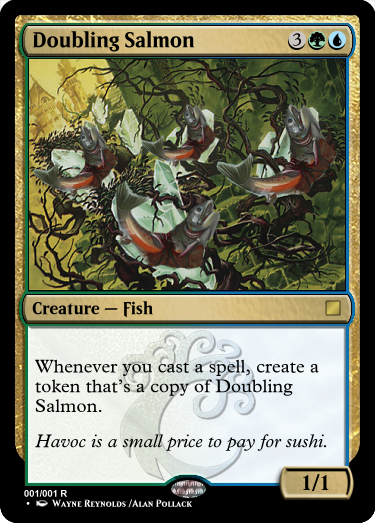 Doubling Salmon 3
Creature — Fish
Whenever you cast a spell, create a
token that's a copy of Doubling
Salmon.
Havoc is a small price to pay for sushi.
1/1
001/001 R
• Wayne Reynolds /Alan Pollack